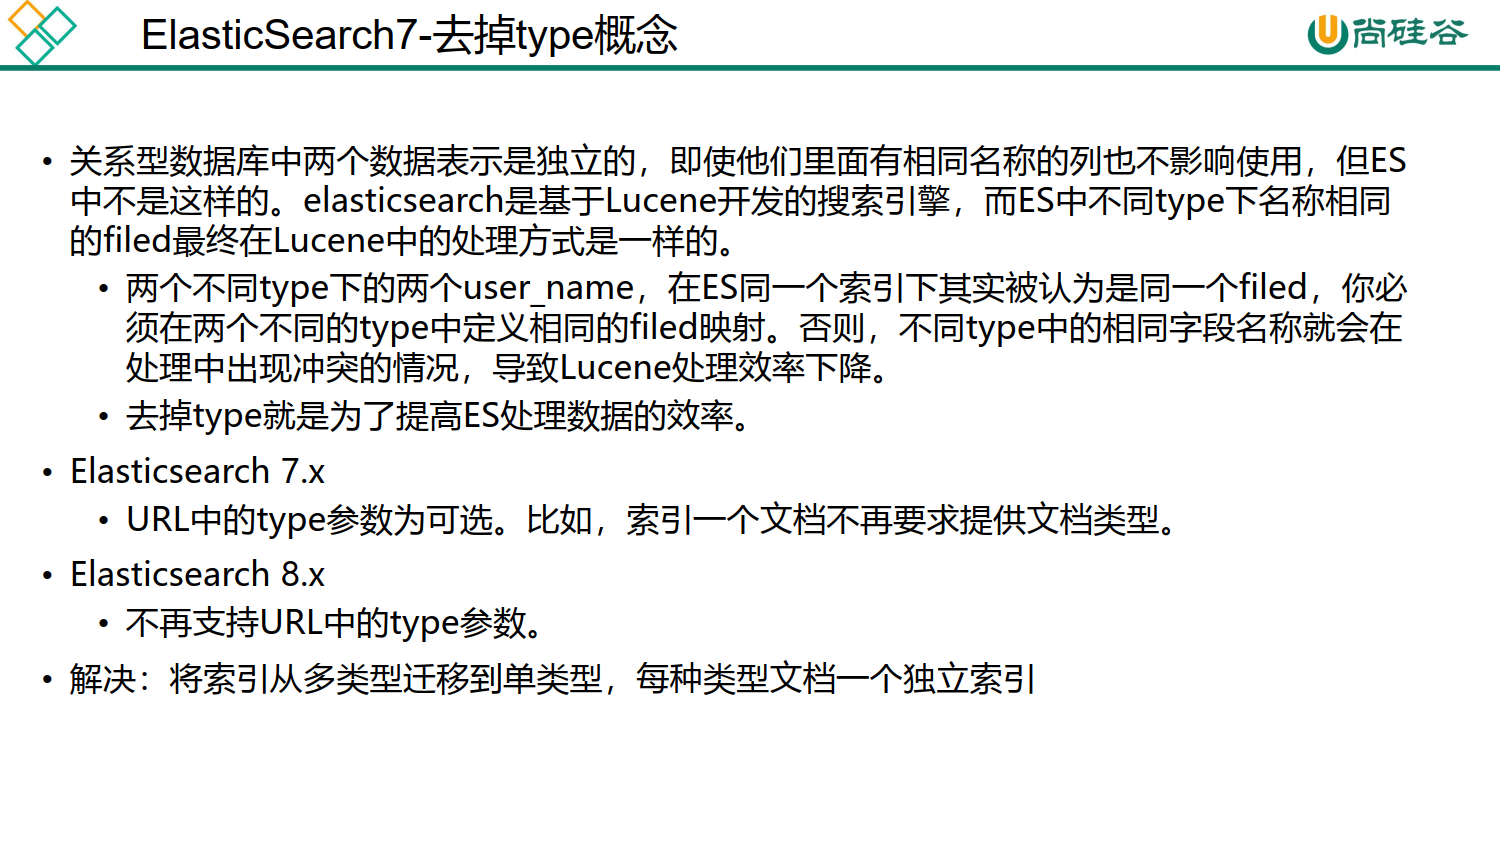 ElasticSearch7-去掉type概念
尚硅谷
• 关系型数据库中两个数据表示是独立的，即使他们里面有相同名称的列也不影响使用，但ES
中不是这样的。elasticsearch是基于Lucene开发的搜索引擎，而ES中不同type下名称相同
的filed最终在Lucene中的处理方式是一样的。
• 两个不同type下的两个user_name，在ES同一个索引下其实被认为是同一个filed，你必
须在两个不同的type中定义相同的filed映射。否则，不同type中的相同字段名称就会在
处理中出现冲突的情况，导致Lucene处理效率下降。
• 去掉type就是为了提高ES处理数据的效率。
• Elasticsearch 7.x
• URL中的type参数为可选。比如，索引一个文档不再要求提供文档类型。
• Elasticsearch 8.x
• 不再支持URL中的type参数。
• 解决：将索引从多类型迁移到单类型，每种类型文档一个独立索引